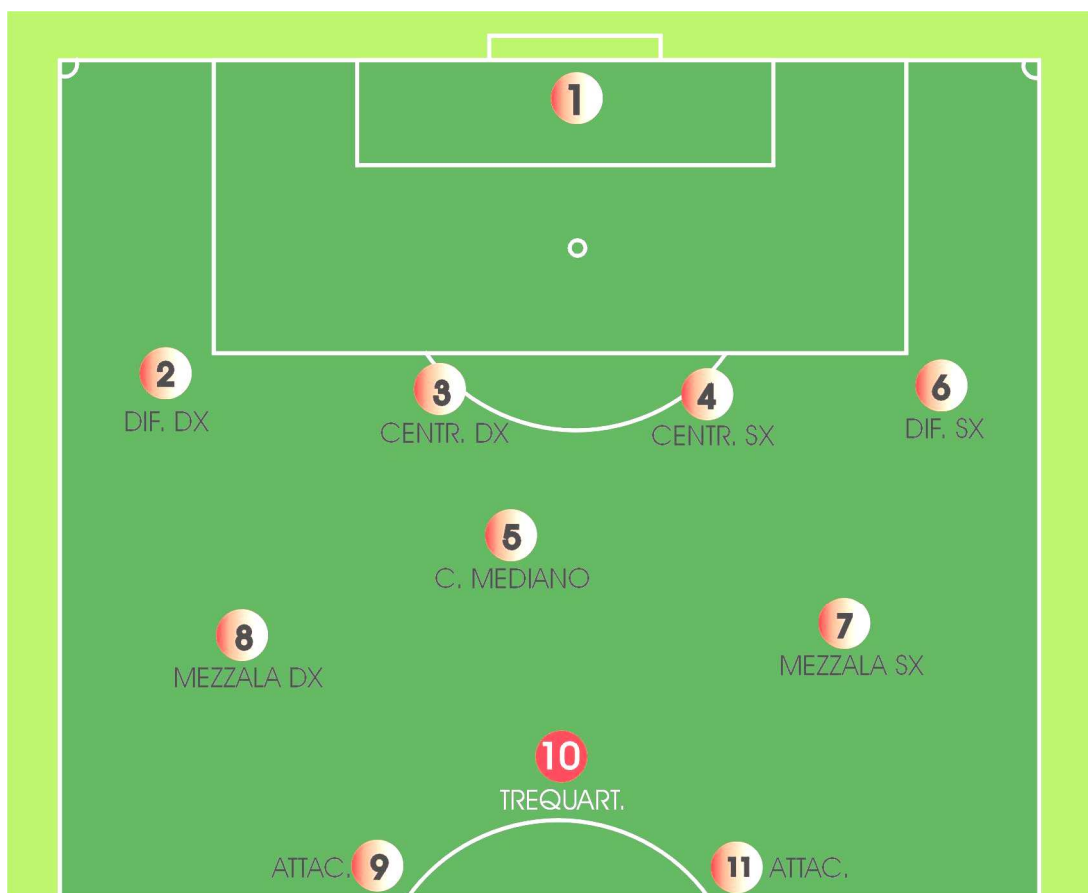 1
2
DIF. DX
3
CENTR. DX
4
CENTR. SX
6
DIF. SX
5
C. MEDIANO
8
MEZZALA DX
7
MEZZALA SX
10
TREQUART.
ATTAC. 9
11 ATTAC.